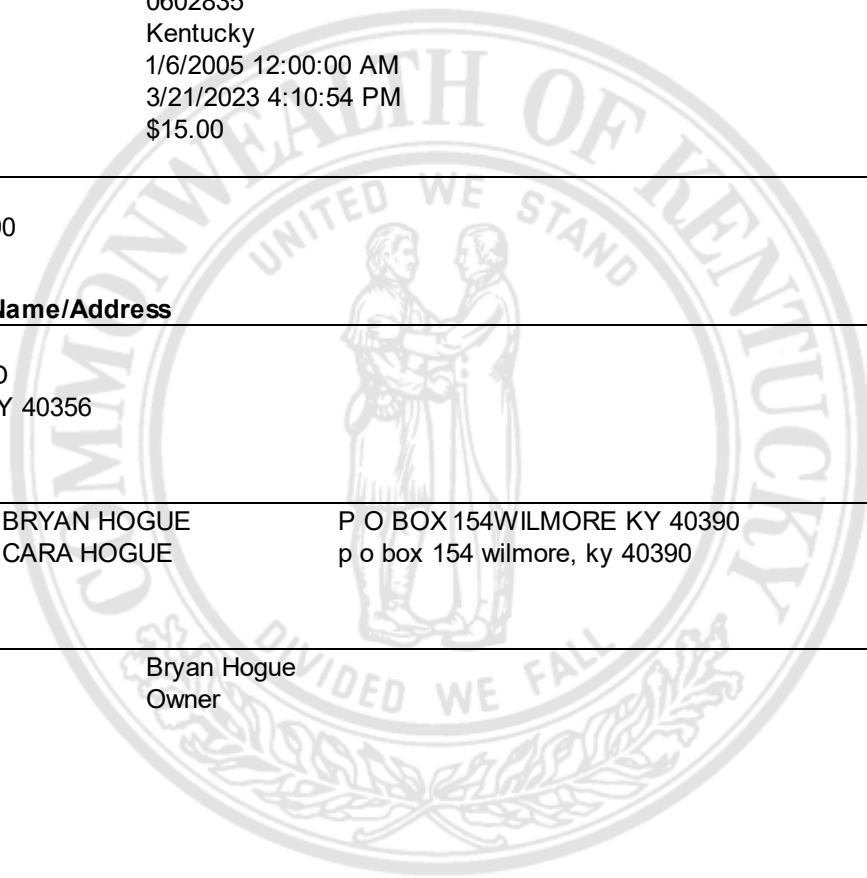 0602835
Kentucky
1/6/2005 12:00:00 AM
3/21/2023 4:10:54 PM
$15.00
Name/Address
Y 40356
BRYAN HOGUE P O BOX 154WILMORE KY 40390
CARA HOGUE p o box 154 wilmore, ky 40390
Bryan Hogue
Owner
COMMONWEALTH OF KENTUCKY
UNITED WE STAND
DIVIDED WE FALL